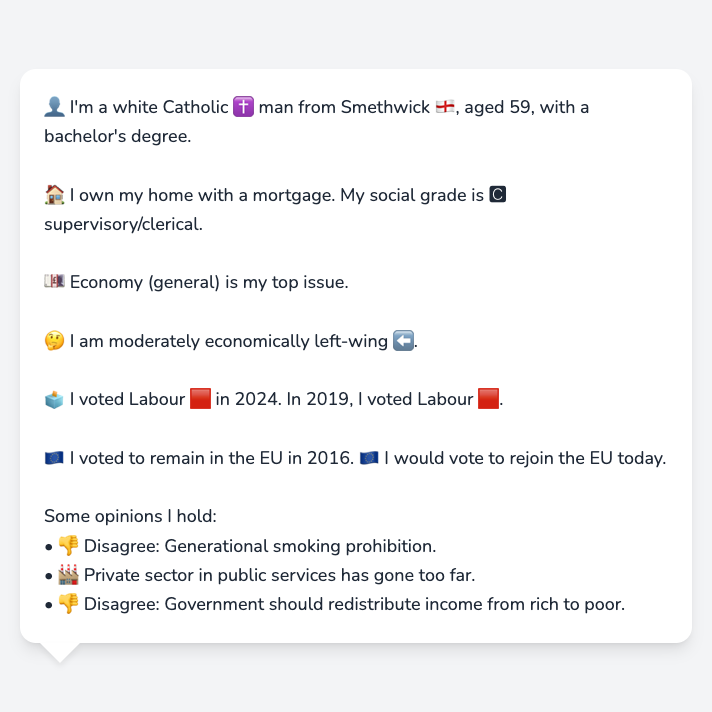 👤 I'm a white Catholic ✝️ man from Smethwick 🏴󠁧󠁢󠁥󠁮󠁧󠁿, aged 59, with a
bachelor's degree.
🏠 I own my home with a mortgage. My social grade is 🅲
supervisory/clerical.
💷 Economy (general) is my top issue.
🤔 I am moderately economically left-wing ⬅️.
🗳️ I voted Labour 🟥 in 2024. In 2019, I voted Labour 🟥.
🇪🇺 I voted to remain in the EU in 2016. 🇪🇺 I would vote to rejoin the EU today.
Some opinions I hold:
• 👎 Disagree: Generational smoking prohibition.
• 🏭 Private sector in public services has gone too far.
• 👎 Disagree: Government should redistribute income from rich to poor.